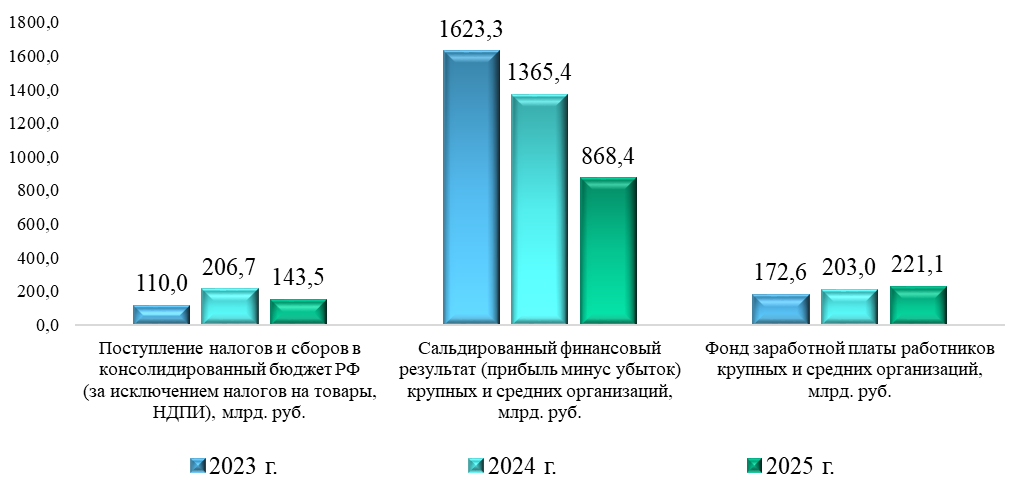 1800,0
1600,0
1400,0
1200,0
1000,0
800,0
600,0
400,0
200,0
0,0
110,0
206,7
143,5
1623,3
1365,4
868,4
172,6
203,0
221,1
Поступление налогов и сборов в
консолидированный бюджет РФ
(за исключением налогов на товары,
НДПИ), млрд. руб.
Сальдированный финансовый
результат (прибыль минус убыток)
крупных и средних организаций,
млрд. руб.
Фонд заработной платы работников
крупных и средних организаций,
млрд. руб.
2023 г.
2024 г.
2025 г.